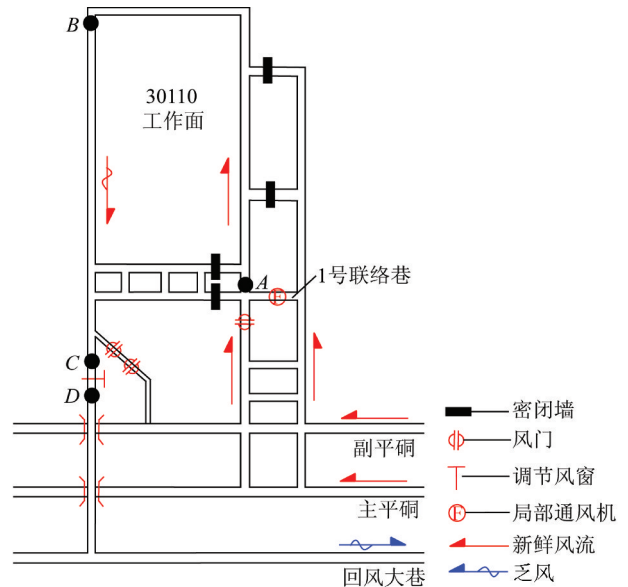 B
30110
工作面
A
1号联络巷
F
C
D
副平硐
主平硐
回风大巷
密闭墙
风门
调节风窗
F
局部通风机
新鲜风流
乏风